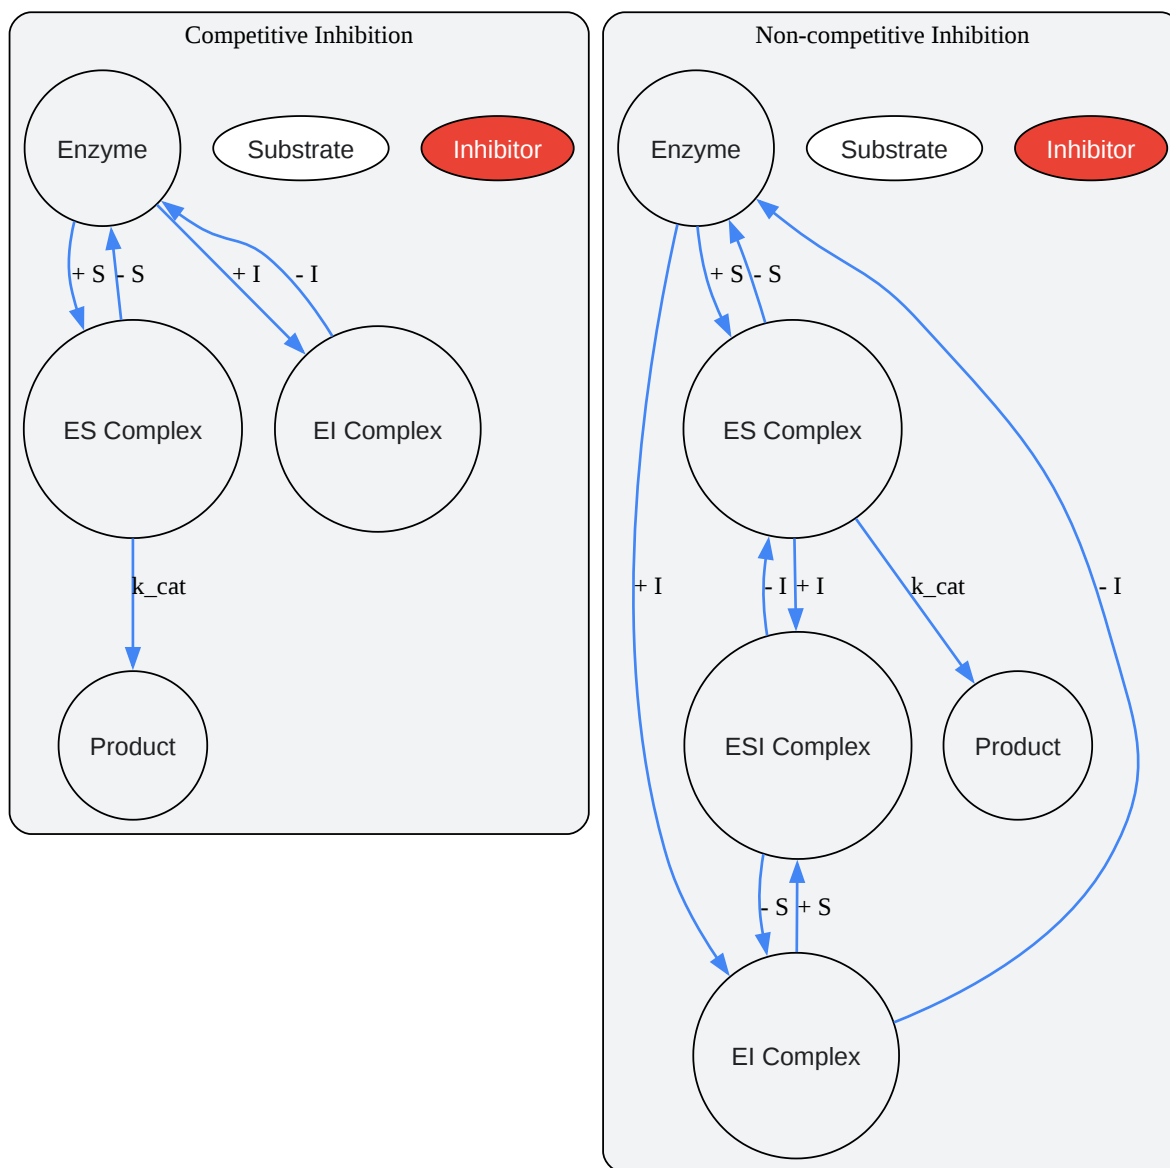 Competitive Inhibition
Enzyme
Substrate
Inhibitor
+ S
- S
+ I
- I
ES Complex
EI Complex
k_cat
Product
Non-competitive Inhibition
Enzyme
Substrate
Inhibitor
+ S
- S
ES Complex
+ I
- I
+ I
k_cat
- I
ESI Complex
Product
- S
+ S
EI Complex